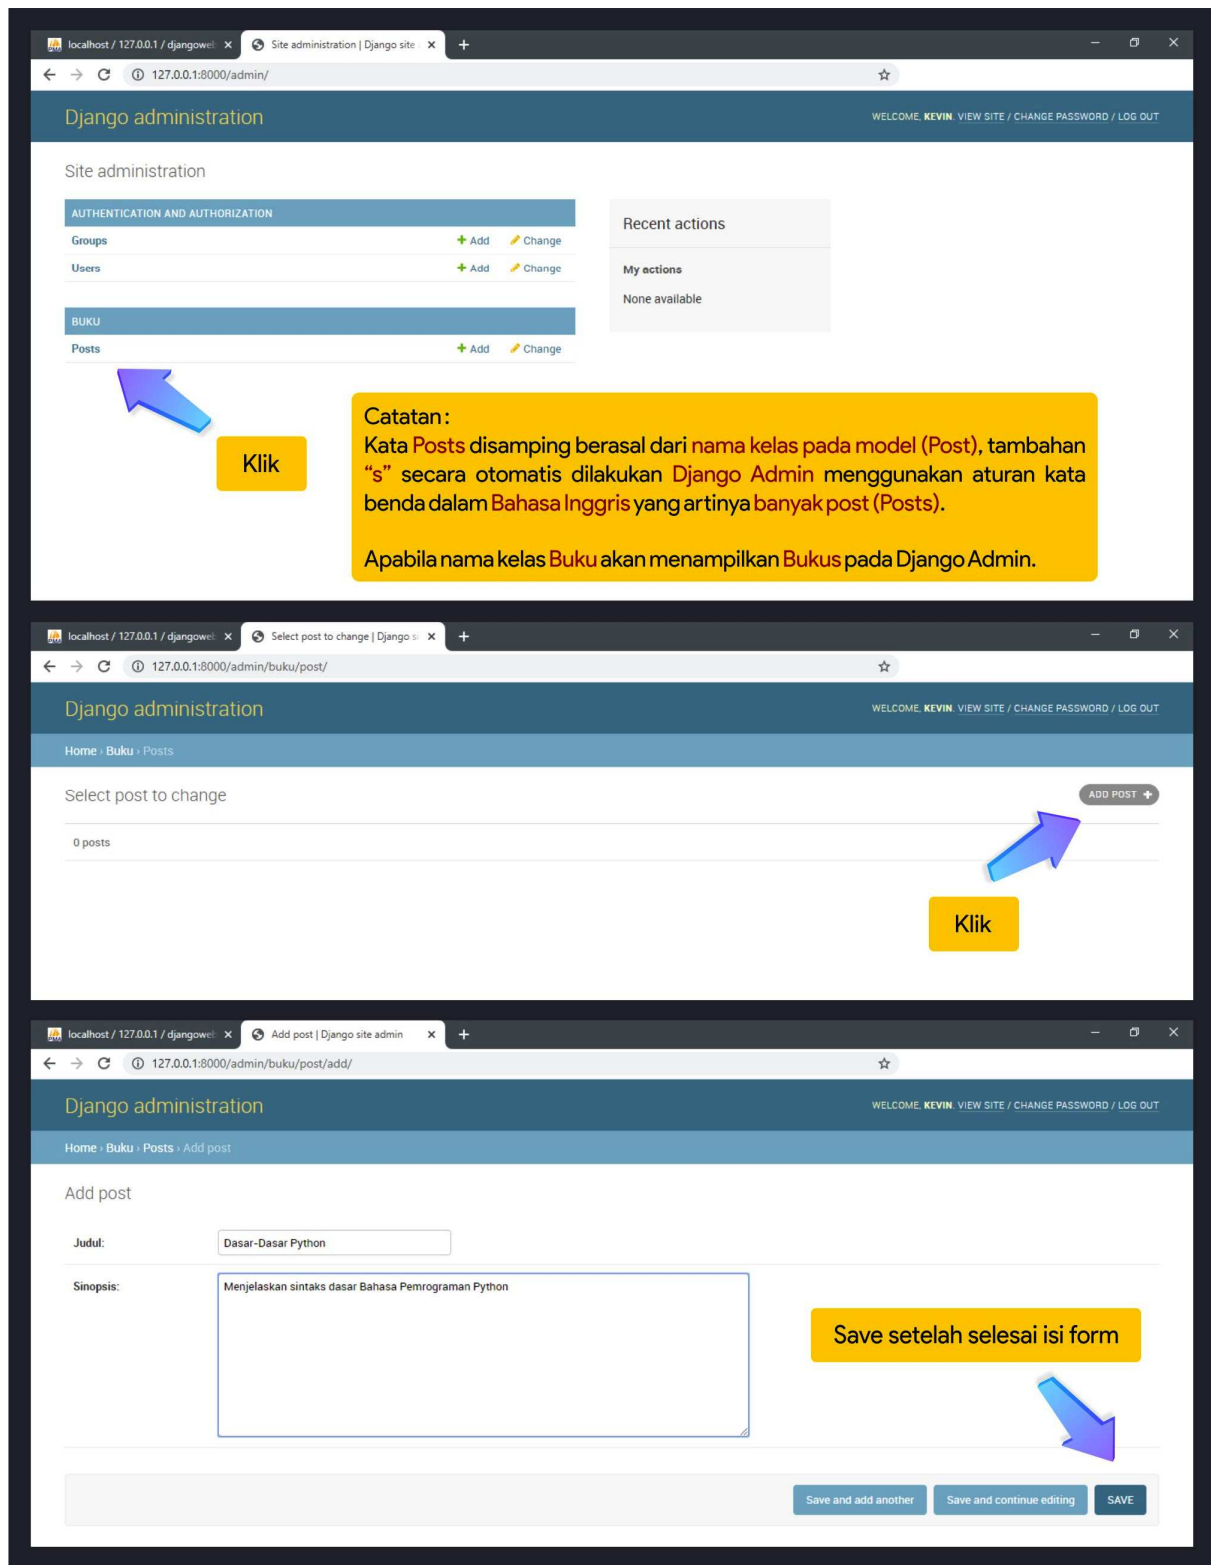 localhost / 127.0.0.1 / djangoweb
Site administration | Django site
127.0.0.1:8000/admin/
Django administration
WELCOME, KEVIN. VIEW SITE / CHANGE PASSWORD / LOG OUT
Site administration
AUTHENTICATION AND AUTHORIZATION
Groups + Add Change
Users + Add Change
BUKU
Posts + Add Change
Recent actions
My actions
None available
Klik
Catatan :
Kata Posts disamping berasal dari nama kelas pada model (Post), tambahan
“s” secara otomatis dilakukan Django Admin menggunakan aturan kata
benda dalam Bahasa Inggris yang artinya banyak post (Posts).
Apabila nama kelas Buku akan menampilkan Bukus pada Django Admin.
localhost / 127.0.0.1 / djangoweb
Select post to change | Django si
127.0.0.1:8000/admin/buku/post/
Django administration
WELCOME, KEVIN. VIEW SITE / CHANGE PASSWORD / LOG OUT
Home › Buku › Posts
Select post to change
ADD POST +
0 posts
Klik
localhost / 127.0.0.1 / djangoweb
Add post | Django site admin
127.0.0.1:8000/admin/buku/post/add/
Django administration
WELCOME, KEVIN. VIEW SITE / CHANGE PASSWORD / LOG OUT
Home › Buku › Posts › Add post
Add post
Judul: Dasar-Dasar Python
Sinopsis: Menjelaskan sintaks dasar Bahasa Pemrograman Python
Save setelah selesai isi form
Save and add another Save and continue editing SAVE